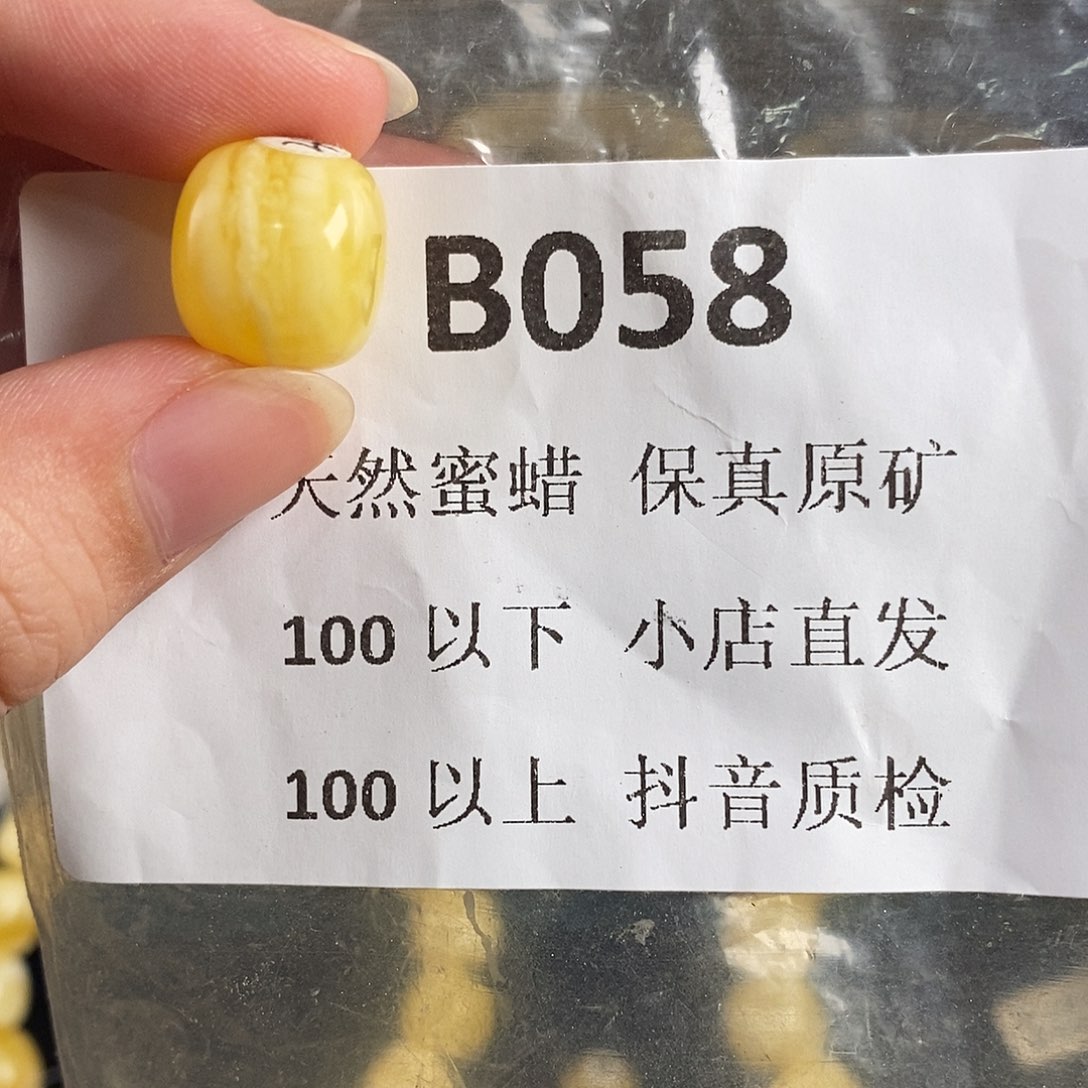 B058
天然蜜蜡 保真原矿
100 以下 小店直发
100 以上 抖音质检